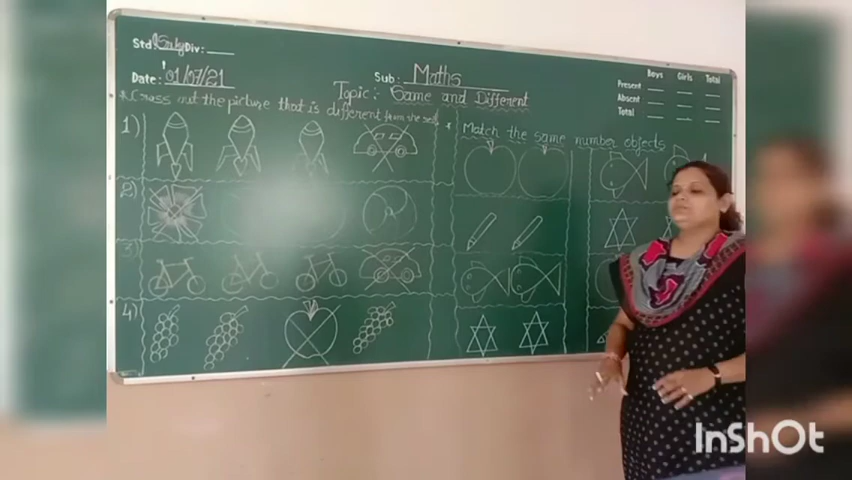 Std: Div:
Date: 01/07/21
Sub: Maths
Topic: Same and Different
Boys Girls Total
Present
Absent
Total
* Cross out the picture that is different from the rest
1)
2)
3)
4)
* Match the same number objects
InShOt